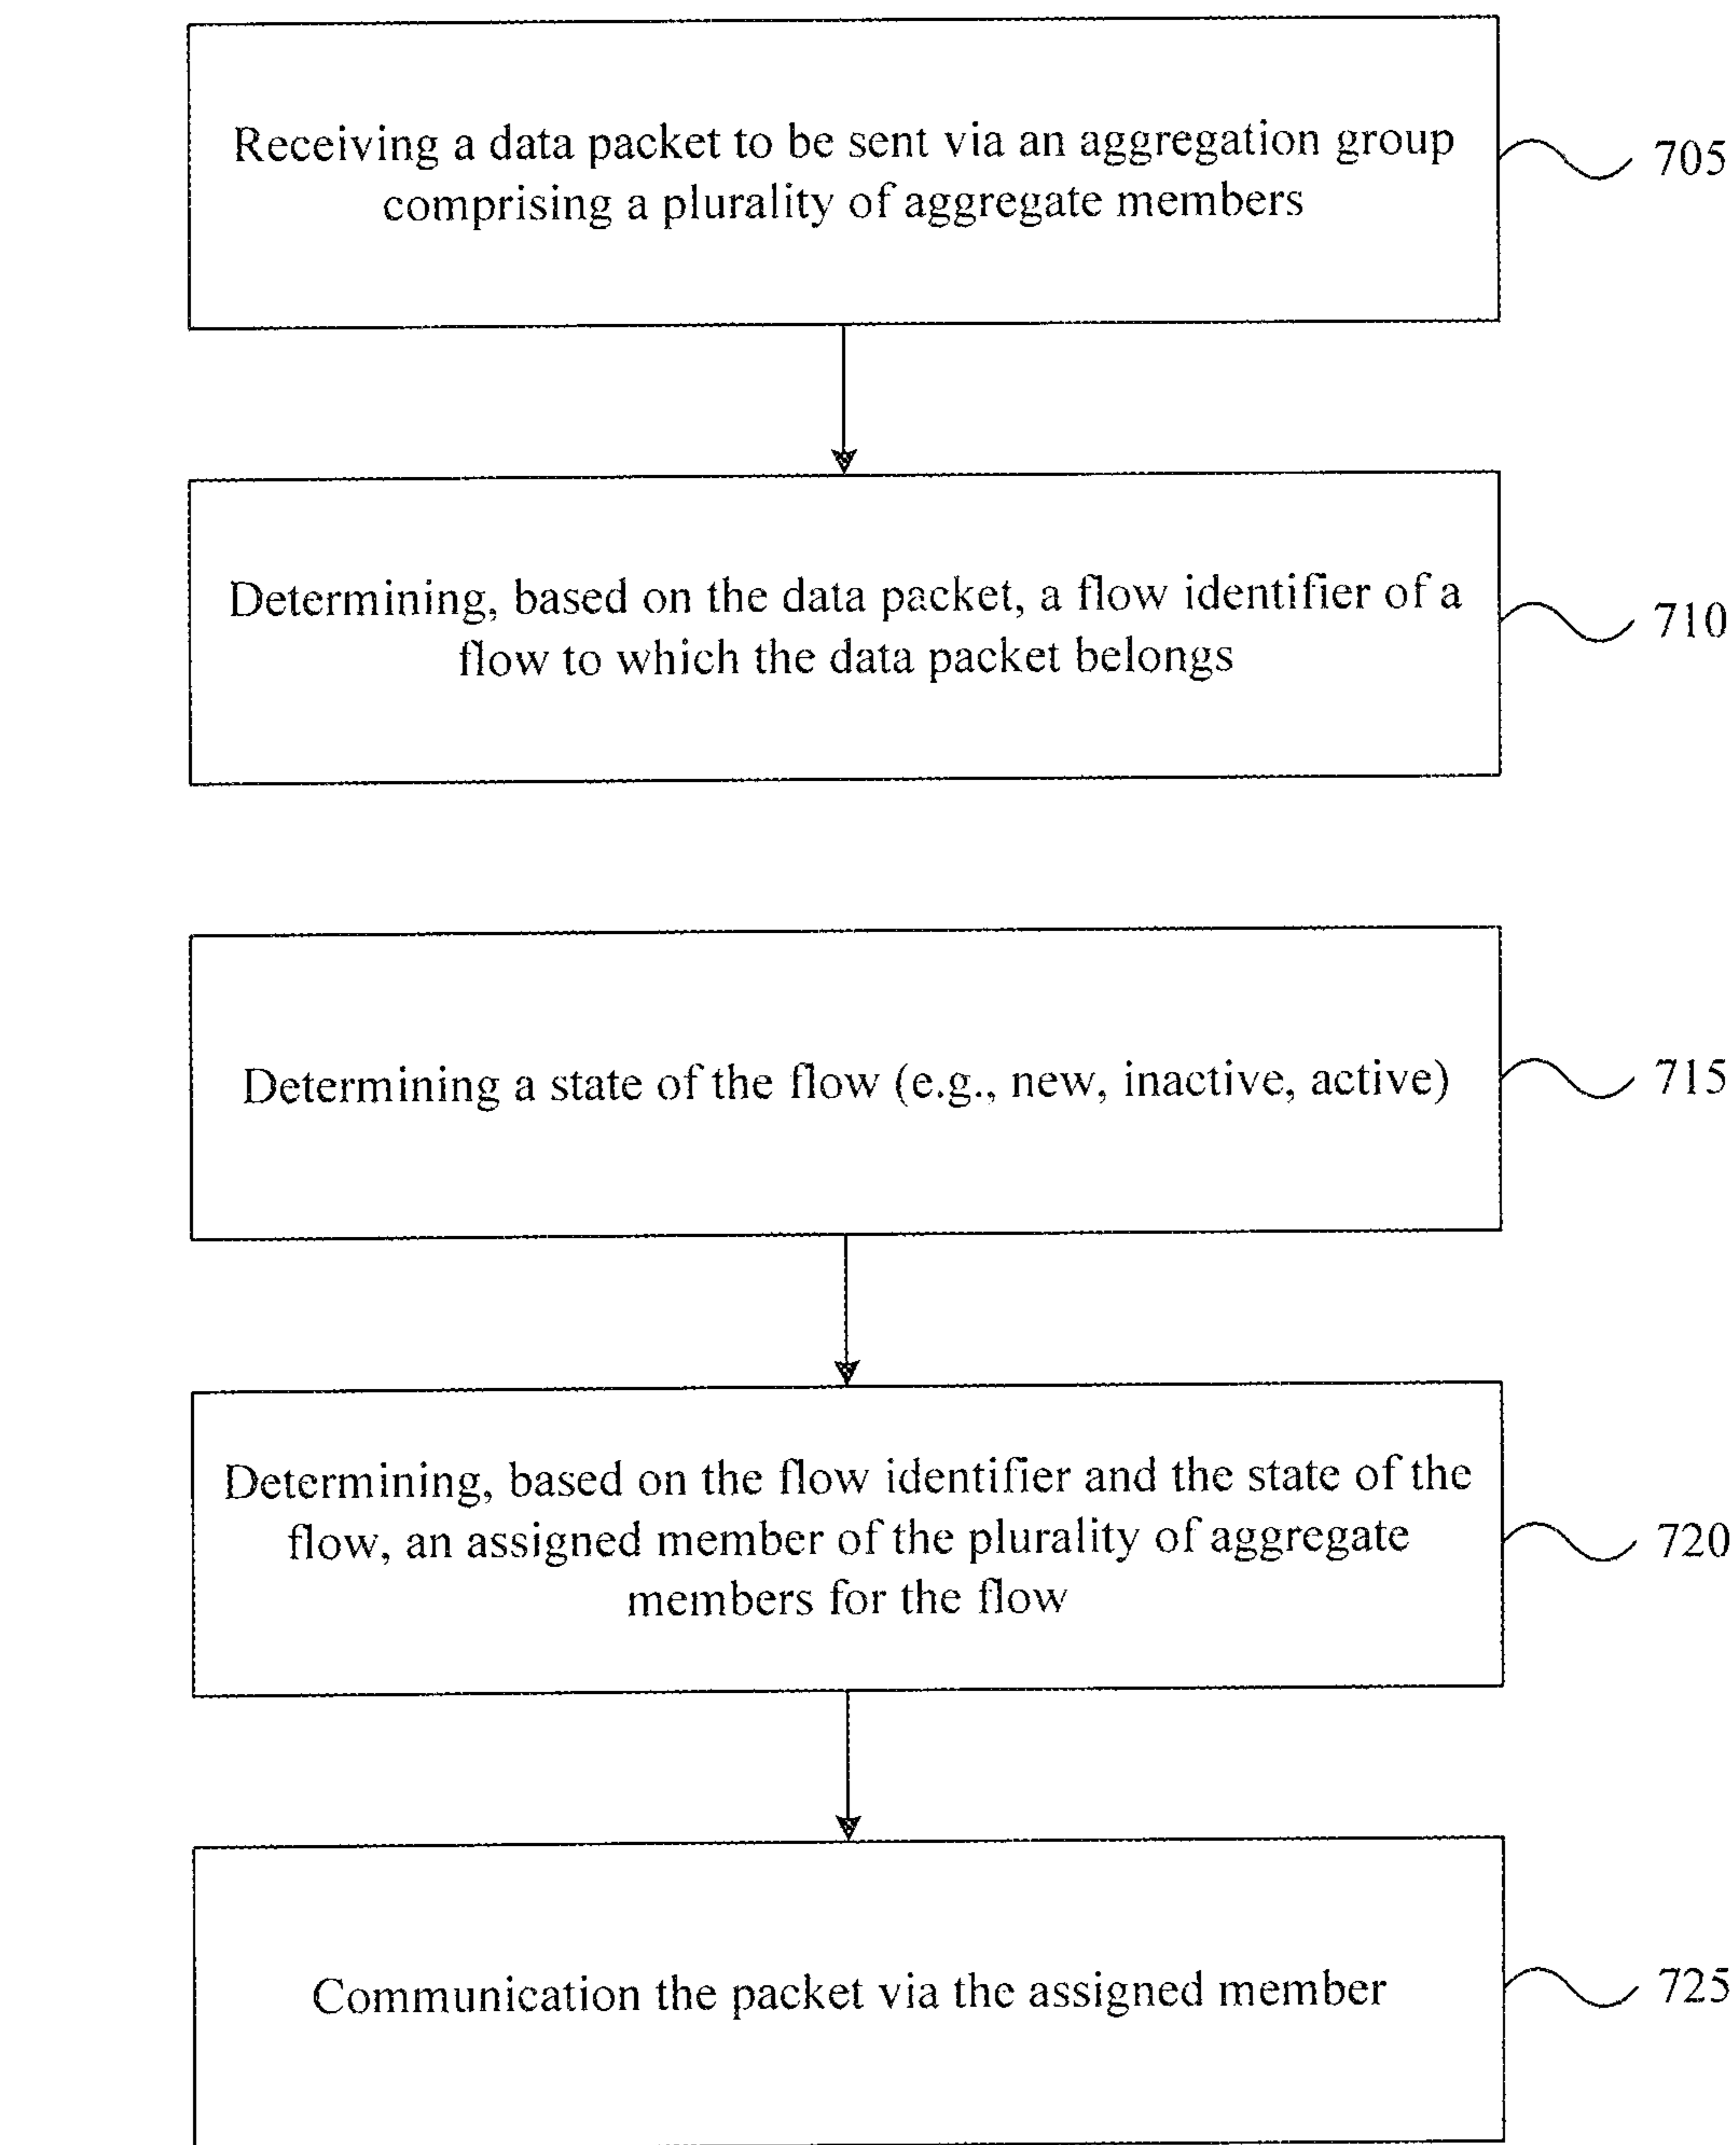 Receiving a data packet to be sent via an aggregation group
comprising a plurality of aggregate members
705
Determining, based on the data packet, a flow identifier of a
flow to which the data packet belongs
710
Determining a state of the flow (e.g., new, inactive, active)
715
Determining, based on the flow identifier and the state of the
flow, an assigned member of the plurality of aggregate
members for the flow
720
Communication the packet via the assigned member
725